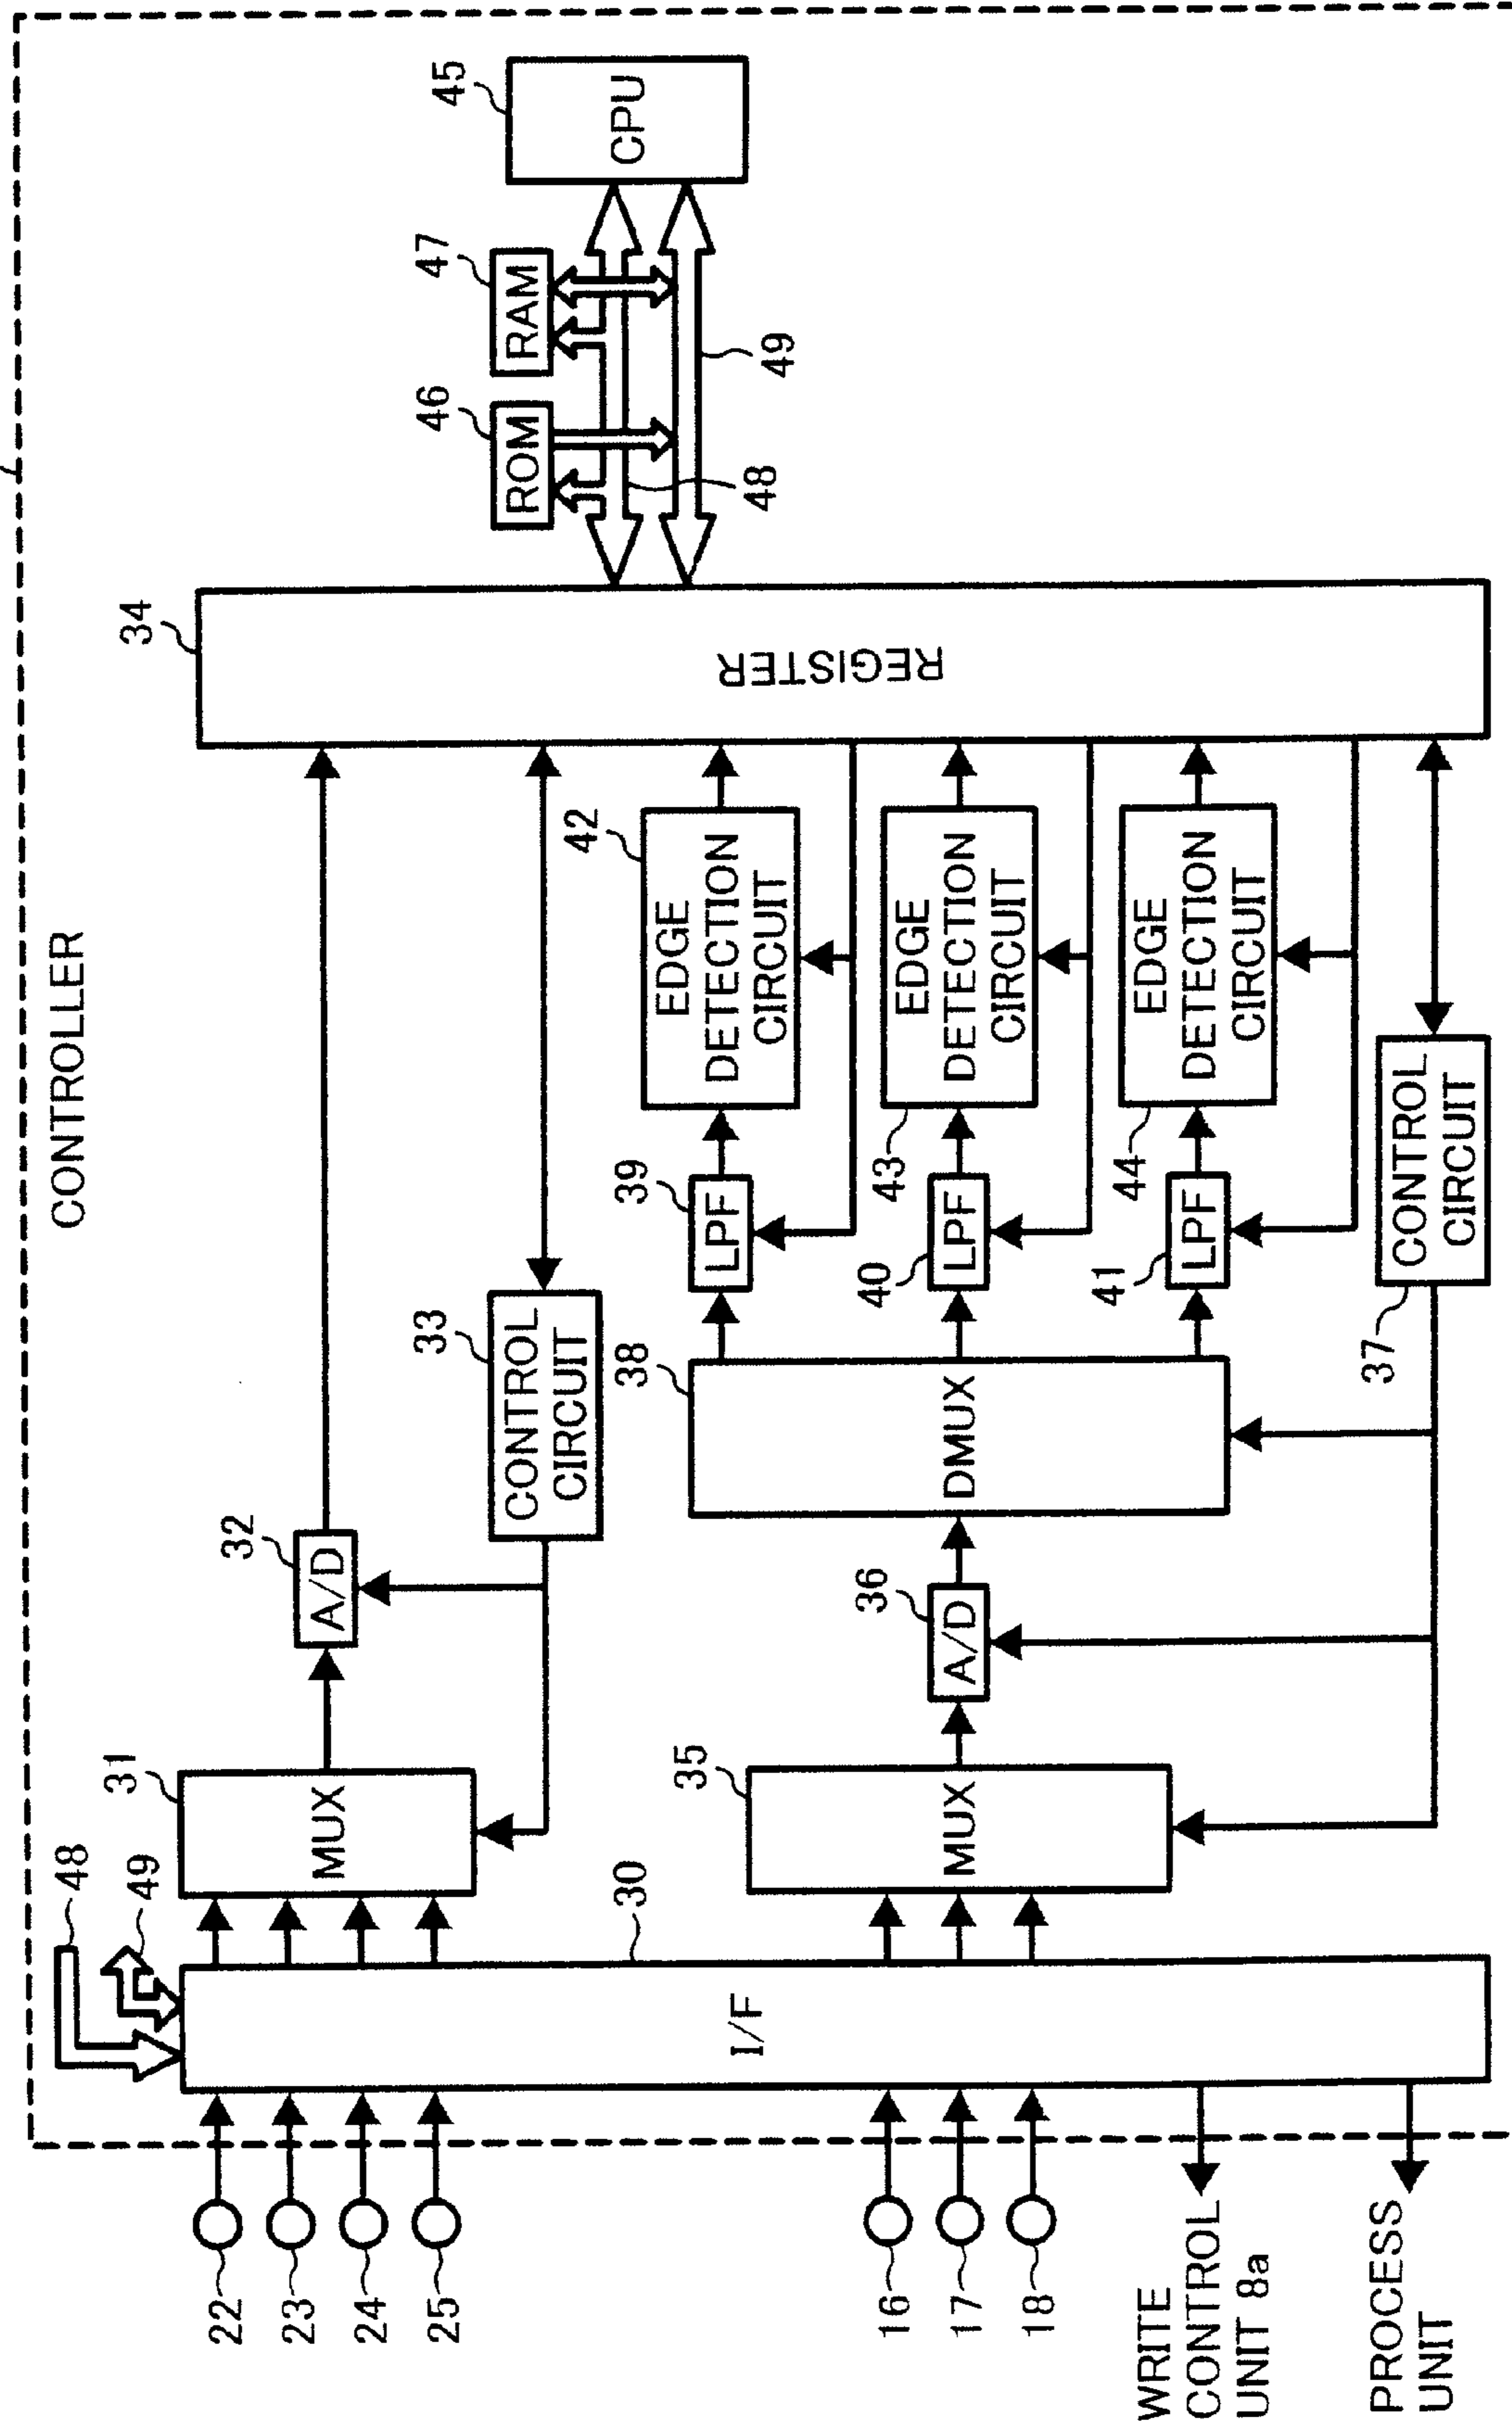 CONTROLLER
48
49
22
23
24
25
16
17
18
WRITE
CONTROL
UNIT 8a
PROCESS
UNIT
I/F
30
31
MUX
32
A/D
33
CONTROL
CIRCUIT
35
MUX
36
A/D
38
DMUX
39
LPF
40
LPF
41
LPF
42
EDGE
DETECTION
CIRCUIT
43
EDGE
DETECTION
CIRCUIT
44
EDGE
DETECTION
CIRCUIT
37
CONTROL
CIRCUIT
34
REGISTER
46
ROM
47
RAM
48
49
45
CPU